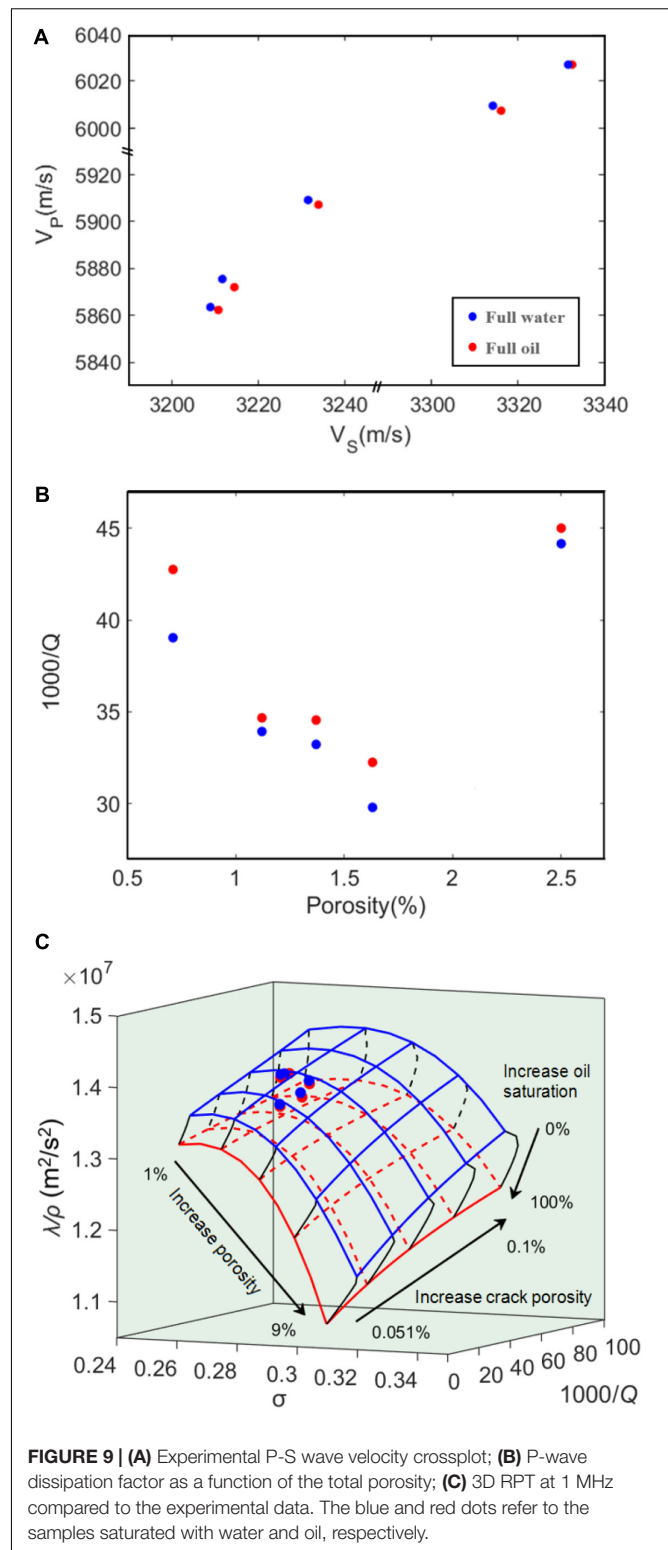 A
6040
6020
6000
5920
5900
5880
5860
5840
V_P(m/s)
Full water
Full oil
3200 3220 3240 3300 3320 3340
V_S(m/s)
B
45
40
35
30
1000/Q
0.5 1 1.5 2 2.5
Porosity(%)
C
×10⁷
1.5
1.4
1.3
1.2
1.1
λ/ρ (m²/s²)
Increase oil
saturation
0%
100%
1%
Increase porosity
9%
0.1%
Increase crack porosity
0.051%
0.24 0.26 0.28 0.3 0.32 0.34
σ
0 20 40 60 80 100
1000/Q
FIGURE 9 | (A) Experimental P-S wave velocity crossplot; (B) P-wave
dissipation factor as a function of the total porosity; (C) 3D RPT at 1 MHz
compared to the experimental data. The blue and red dots refer to the
samples saturated with water and oil, respectively.